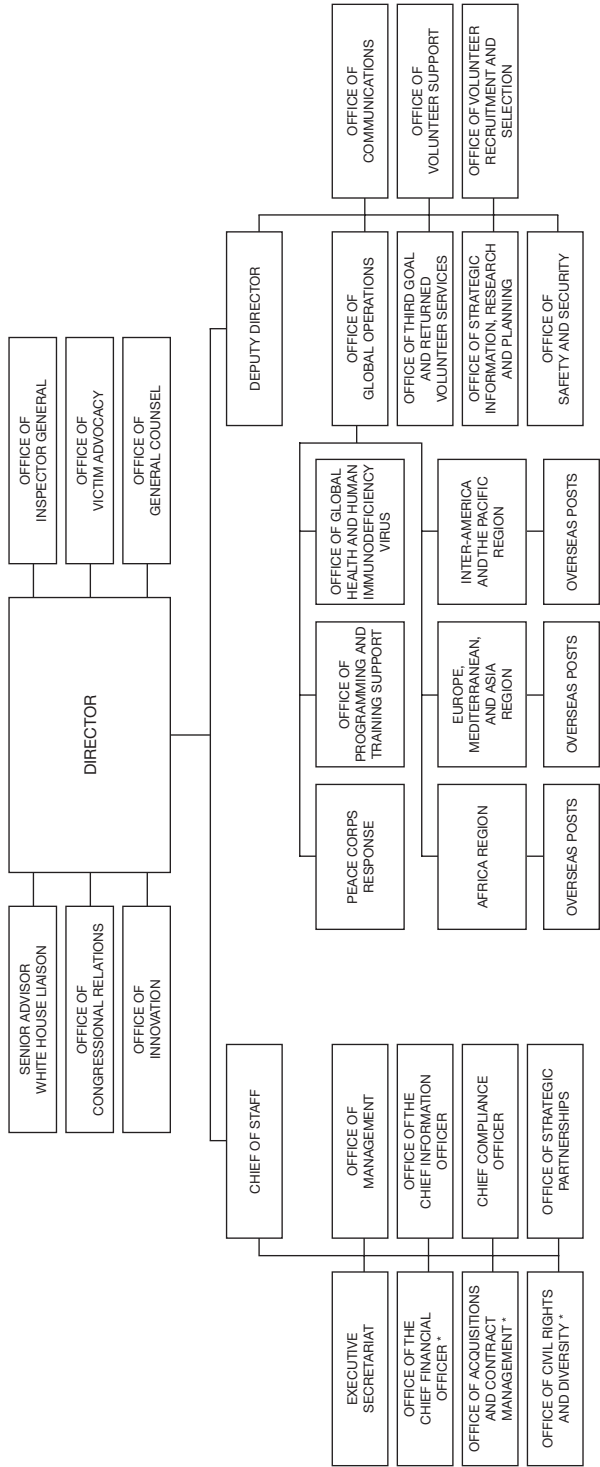 DIRECTOR
SENIOR ADVISOR
WHITE HOUSE LIAISON
OFFICE OF
CONGRESSIONAL RELATIONS
OFFICE OF
INNOVATION
OFFICE OF
INSPECTOR GENERAL
OFFICE OF
VICTIM ADVOCACY
OFFICE OF
GENERAL COUNSEL
CHIEF OF STAFF
EXECUTIVE
SECRETARIAT
OFFICE OF
MANAGEMENT
OFFICE OF THE
CHIEF FINANCIAL
OFFICER *
OFFICE OF THE
CHIEF INFORMATION
OFFICER
OFFICE OF ACQUISITIONS
AND CONTRACT
MANAGEMENT *
CHIEF COMPLIANCE
OFFICER
OFFICE OF CIVIL RIGHTS
AND DIVERSITY *
OFFICE OF STRATEGIC
PARTNERSHIPS
DEPUTY DIRECTOR
OFFICE OF
GLOBAL OPERATIONS
OFFICE OF
COMMUNICATIONS
OFFICE OF THIRD GOAL
AND RETURNED
VOLUNTEER SERVICES
OFFICE OF
VOLUNTEER SUPPORT
OFFICE OF STRATEGIC
INFORMATION, RESEARCH
AND PLANNING
OFFICE OF VOLUNTEER
RECRUITMENT AND
SELECTION
OFFICE OF
SAFETY AND SECURITY
PEACE CORPS
RESPONSE
OFFICE OF
PROGRAMMING AND
TRAINING SUPPORT
OFFICE OF GLOBAL
HEALTH AND HUMAN
IMMUNODEFICIENCY
VIRUS
AFRICA REGION
EUROPE,
MEDITERRANEAN,
AND ASIA
REGION
INTER-AMERICA
AND THE PACIFIC
REGION
OVERSEAS POSTS
OVERSEAS POSTS
OVERSEAS POSTS